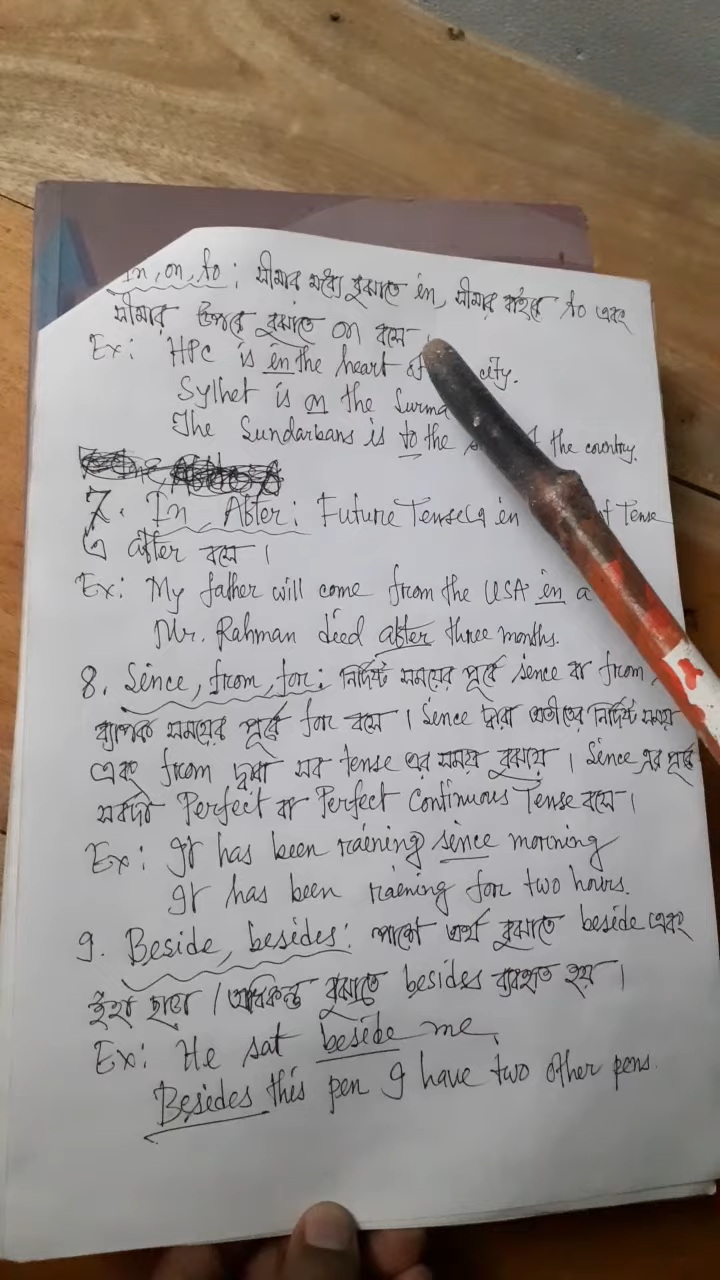 In, on, to : সীমার মধ্যে বুঝাতে in, সীমার বাইরে to এবং
সীমার উপরে বুঝাতে on বসে।
Ex: HPC is in the heart of city.
Sylhet is on the Surma
The Sundarbans is to the the country.
7. In, After: Future Tense এ in Tense
এ after বসে।
Ex: My father will come from the USA in a
Mr. Rahman died after three months.
8. Since, from, for: নির্দিষ্ট সময়ের পূর্বে since বা from,
ব্যাপক সময়ের পূর্বে for বসে। Since দ্বারা অতীতের নির্দিষ্ট সময়
এবং from দ্বারা সব tense এর সময় বুঝায়। Since এর পূর্বে
সর্বদা Perfect বা Perfect Continuous Tense বসে।
Ex: It has been raining since morning
It has been raining for two hours.
9. Beside, besides: পাশে অর্থ বুঝাতে beside এবং
ইহা ছাড়া / অধিকন্তু বুঝাতে besides ব্যবহৃত হয়।
Ex: He sat beside me.
Besides this pen I have two other pens.